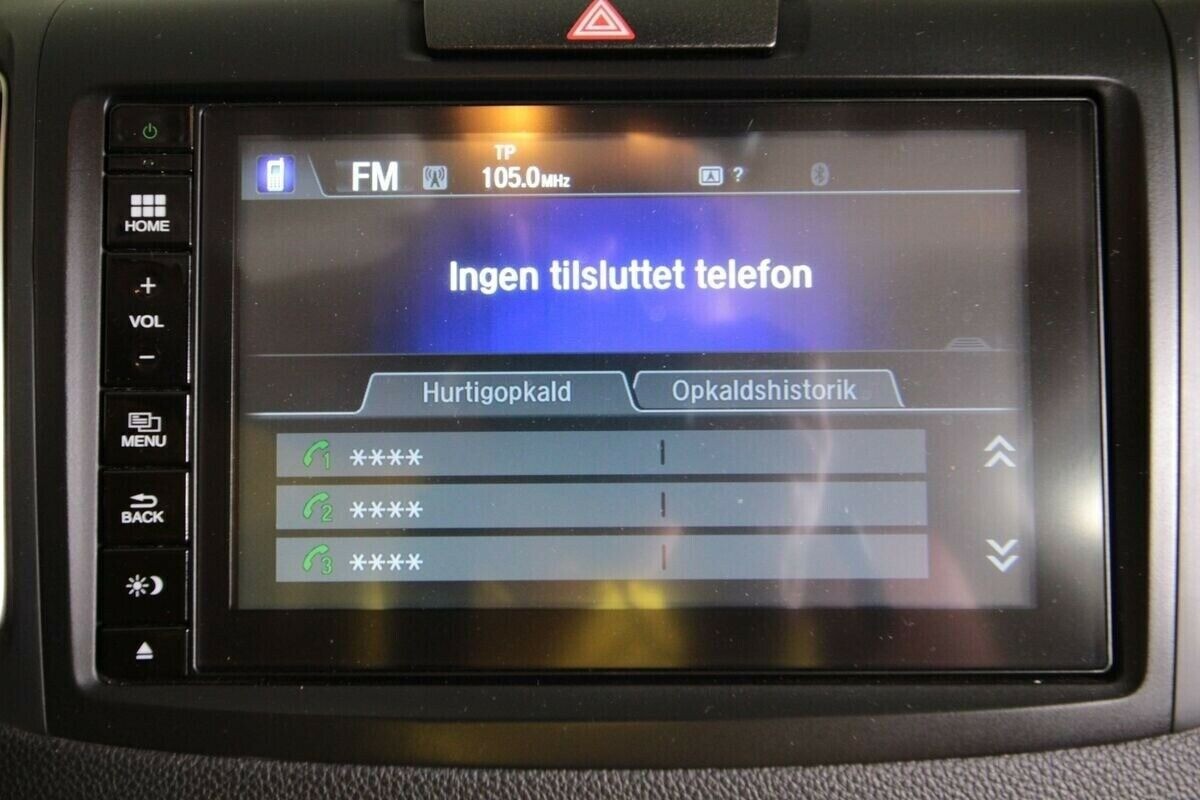 FM
TP
105.0MHz
?
HOME
+
VOL
−
Ingen tilsluttet telefon
Hurtigopkald
Opkaldshistorik
MENU
1 ****
BACK
2 ****
3 ****